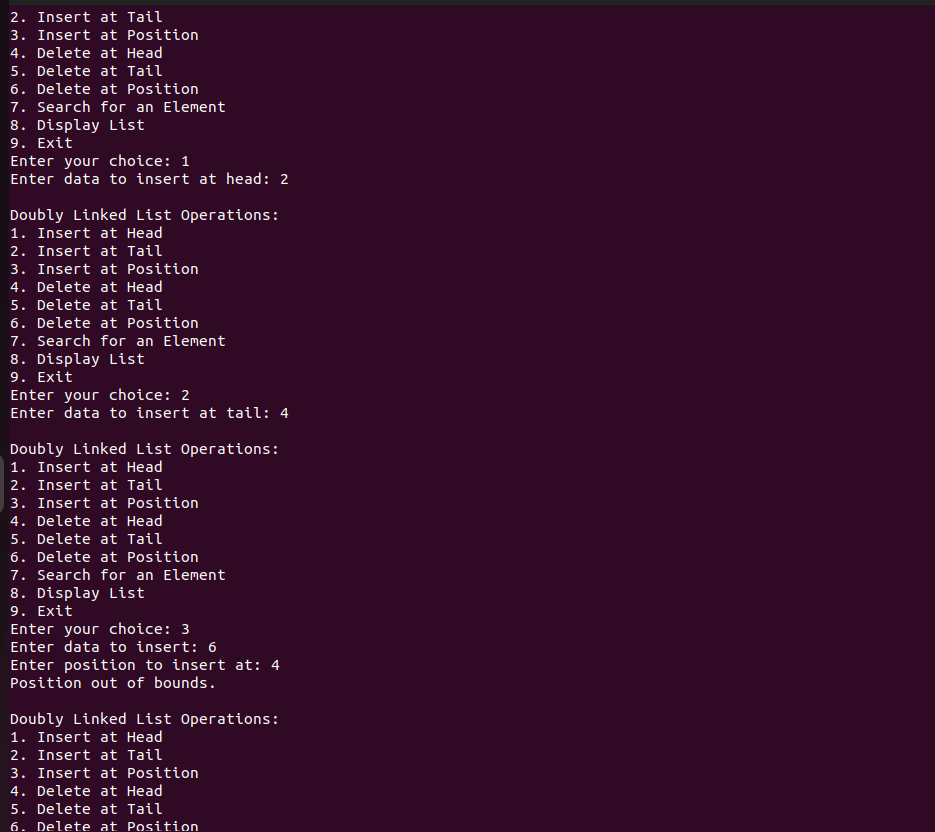 2. Insert at Tail
3. Insert at Position
4. Delete at Head
5. Delete at Tail
6. Delete at Position
7. Search for an Element
8. Display List
9. Exit
Enter your choice: 1
Enter data to insert at head: 2
Doubly Linked List Operations:
1. Insert at Head
2. Insert at Tail
3. Insert at Position
4. Delete at Head
5. Delete at Tail
6. Delete at Position
7. Search for an Element
8. Display List
9. Exit
Enter your choice: 2
Enter data to insert at tail: 4
Doubly Linked List Operations:
1. Insert at Head
2. Insert at Tail
3. Insert at Position
4. Delete at Head
5. Delete at Tail
6. Delete at Position
7. Search for an Element
8. Display List
9. Exit
Enter your choice: 3
Enter data to insert: 6
Enter position to insert at: 4
Position out of bounds.
Doubly Linked List Operations:
1. Insert at Head
2. Insert at Tail
3. Insert at Position
4. Delete at Head
5. Delete at Tail
6. Delete at Position